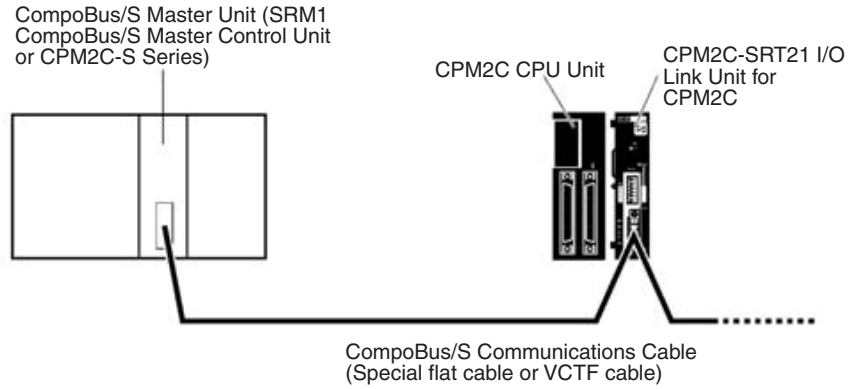 CompoBus/S Master Unit (SRM1
CompoBus/S Master Control Unit
or CPM2C-S Series)
CPM2C CPU Unit
CPM2C-SRT21 I/O
Link Unit for
CPM2C
CompoBus/S Communications Cable
(Special flat cable or VCTF cable)